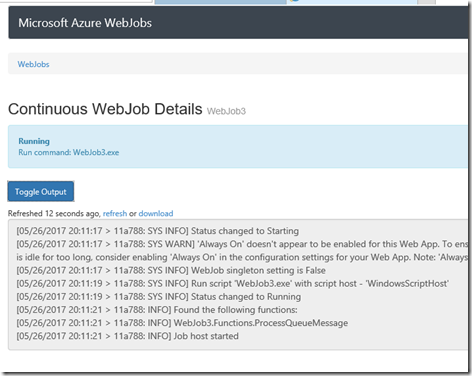 Microsoft Azure WebJobs
WebJobs
Continuous WebJob Details WebJob3
Running
Run command: WebJob3.exe
Toggle Output
Refreshed 12 seconds ago, refresh or download
[05/26/2017 20:11:17 > 11a788: SYS INFO] Status changed to Starting
[05/26/2017 20:11:17 > 11a788: SYS WARN] 'Always On' doesn't appear to be enabled for this Web App. To ens
is idle for too long, consider enabling 'Always On' in the configuration settings for your Web App. Note: 'Always
[05/26/2017 20:11:17 > 11a788: SYS INFO] WebJob singleton setting is False
[05/26/2017 20:11:19 > 11a788: SYS INFO] Run script 'WebJob3.exe' with script host - 'WindowsScriptHost'
[05/26/2017 20:11:19 > 11a788: SYS INFO] Status changed to Running
[05/26/2017 20:11:21 > 11a788: INFO] Found the following functions:
[05/26/2017 20:11:21 > 11a788: INFO] WebJob3.Functions.ProcessQueueMessage
[05/26/2017 20:11:21 > 11a788: INFO] Job host started